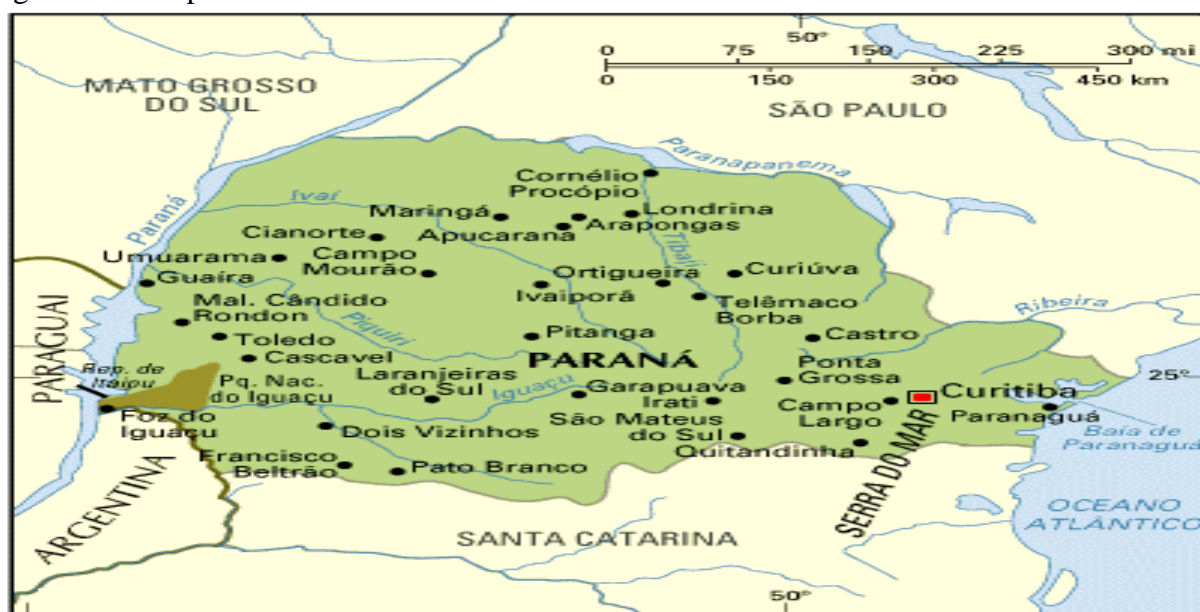 0 75 50° 150 225 300 mi
150 300 450 km
MATO GROSSO
DO SUL
SÃO PAULO
Paranapanema
Cornélio
Procópio
Paraná
Ivaí
Maringá
Londrina
Apucarana
Arapongas
Cianorte
Tibaji
Umuarama
Campo
Mourão
Guaíra
Ortigueira
Curiúva
Ivaiporã
Mal. Cândido
Rondon
Telêmaco
Borba
Ribeira
Piquiri
Pitanga
Castro
Toledo
PARANÁ
PARAGUAI
Cascavel
Ponta
Grossa
Rep. de
Itaipu
Laranjeiras
do Sul
Pq. Nac.
do Iguaçu
Iguaçu
Garapuava
Irati
25°
Curitiba
Campo
Largo
Paranaguá
Foz do
Iguaçu
São Mateus
do Sul
Dois Vizinhos
Baía de
Paranaguá
Quitandinha
Francisco
Beltrão
Pato Branco
SERRA DO MAR
ARGENTINA
OCEANO
ATLÂNTICO
SANTA CATARINA
50°